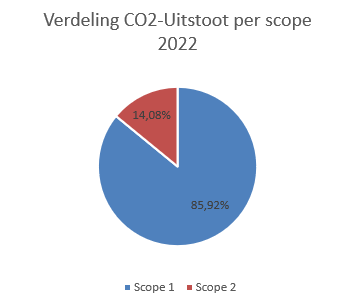 Verdeling CO2-Uitstoot per scope
2022
14,08%
85,92%
Scope 1 Scope 2